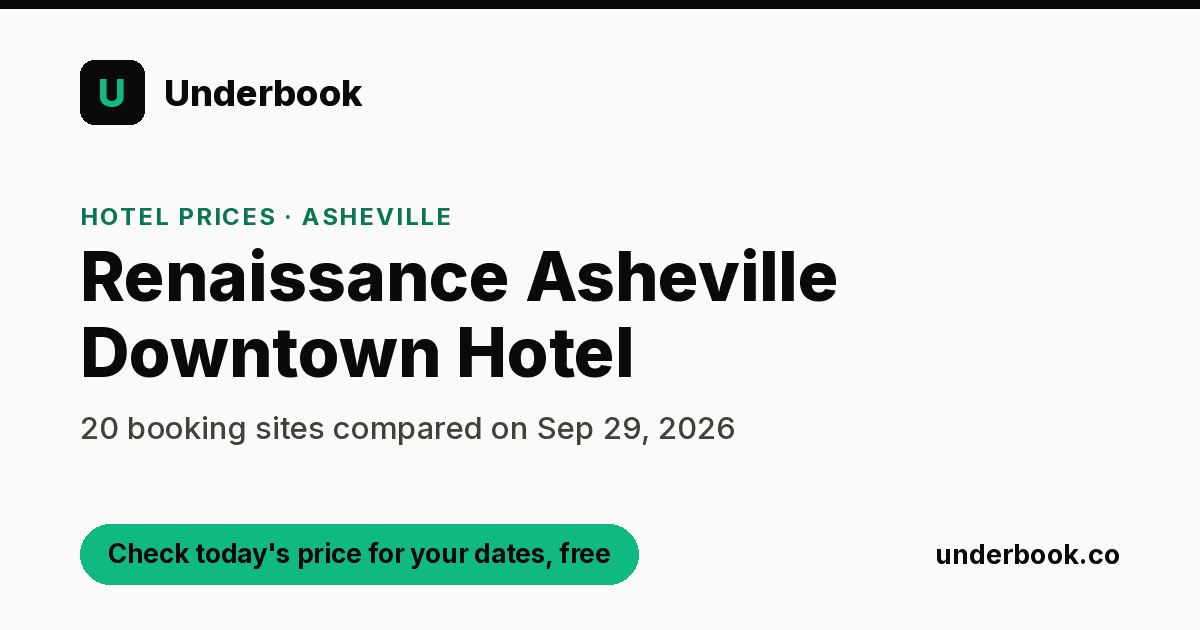 U Underbook
HOTEL PRICES · ASHEVILLE
Renaissance Asheville
Downtown Hotel
20 booking sites compared on Sep 29, 2026
Check today's price for your dates, free
underbook.co